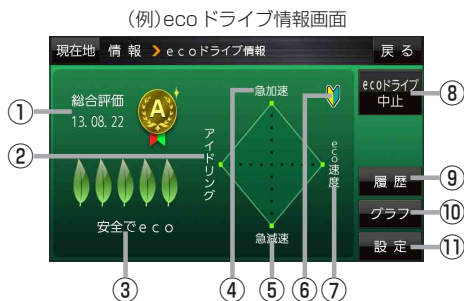 (例)eco ドライブ情報画面
現在地 情 報 ecoドライブ情報 戻 る
総合評価
13. 08. 22
A
急加速
ecoドライブ
中止
アイドリング
eco速度
急減速
安全でeco
履 歴
グラフ
設 定
①
②
③
④
⑤
⑥
⑦
⑧
⑨
⑩
⑪